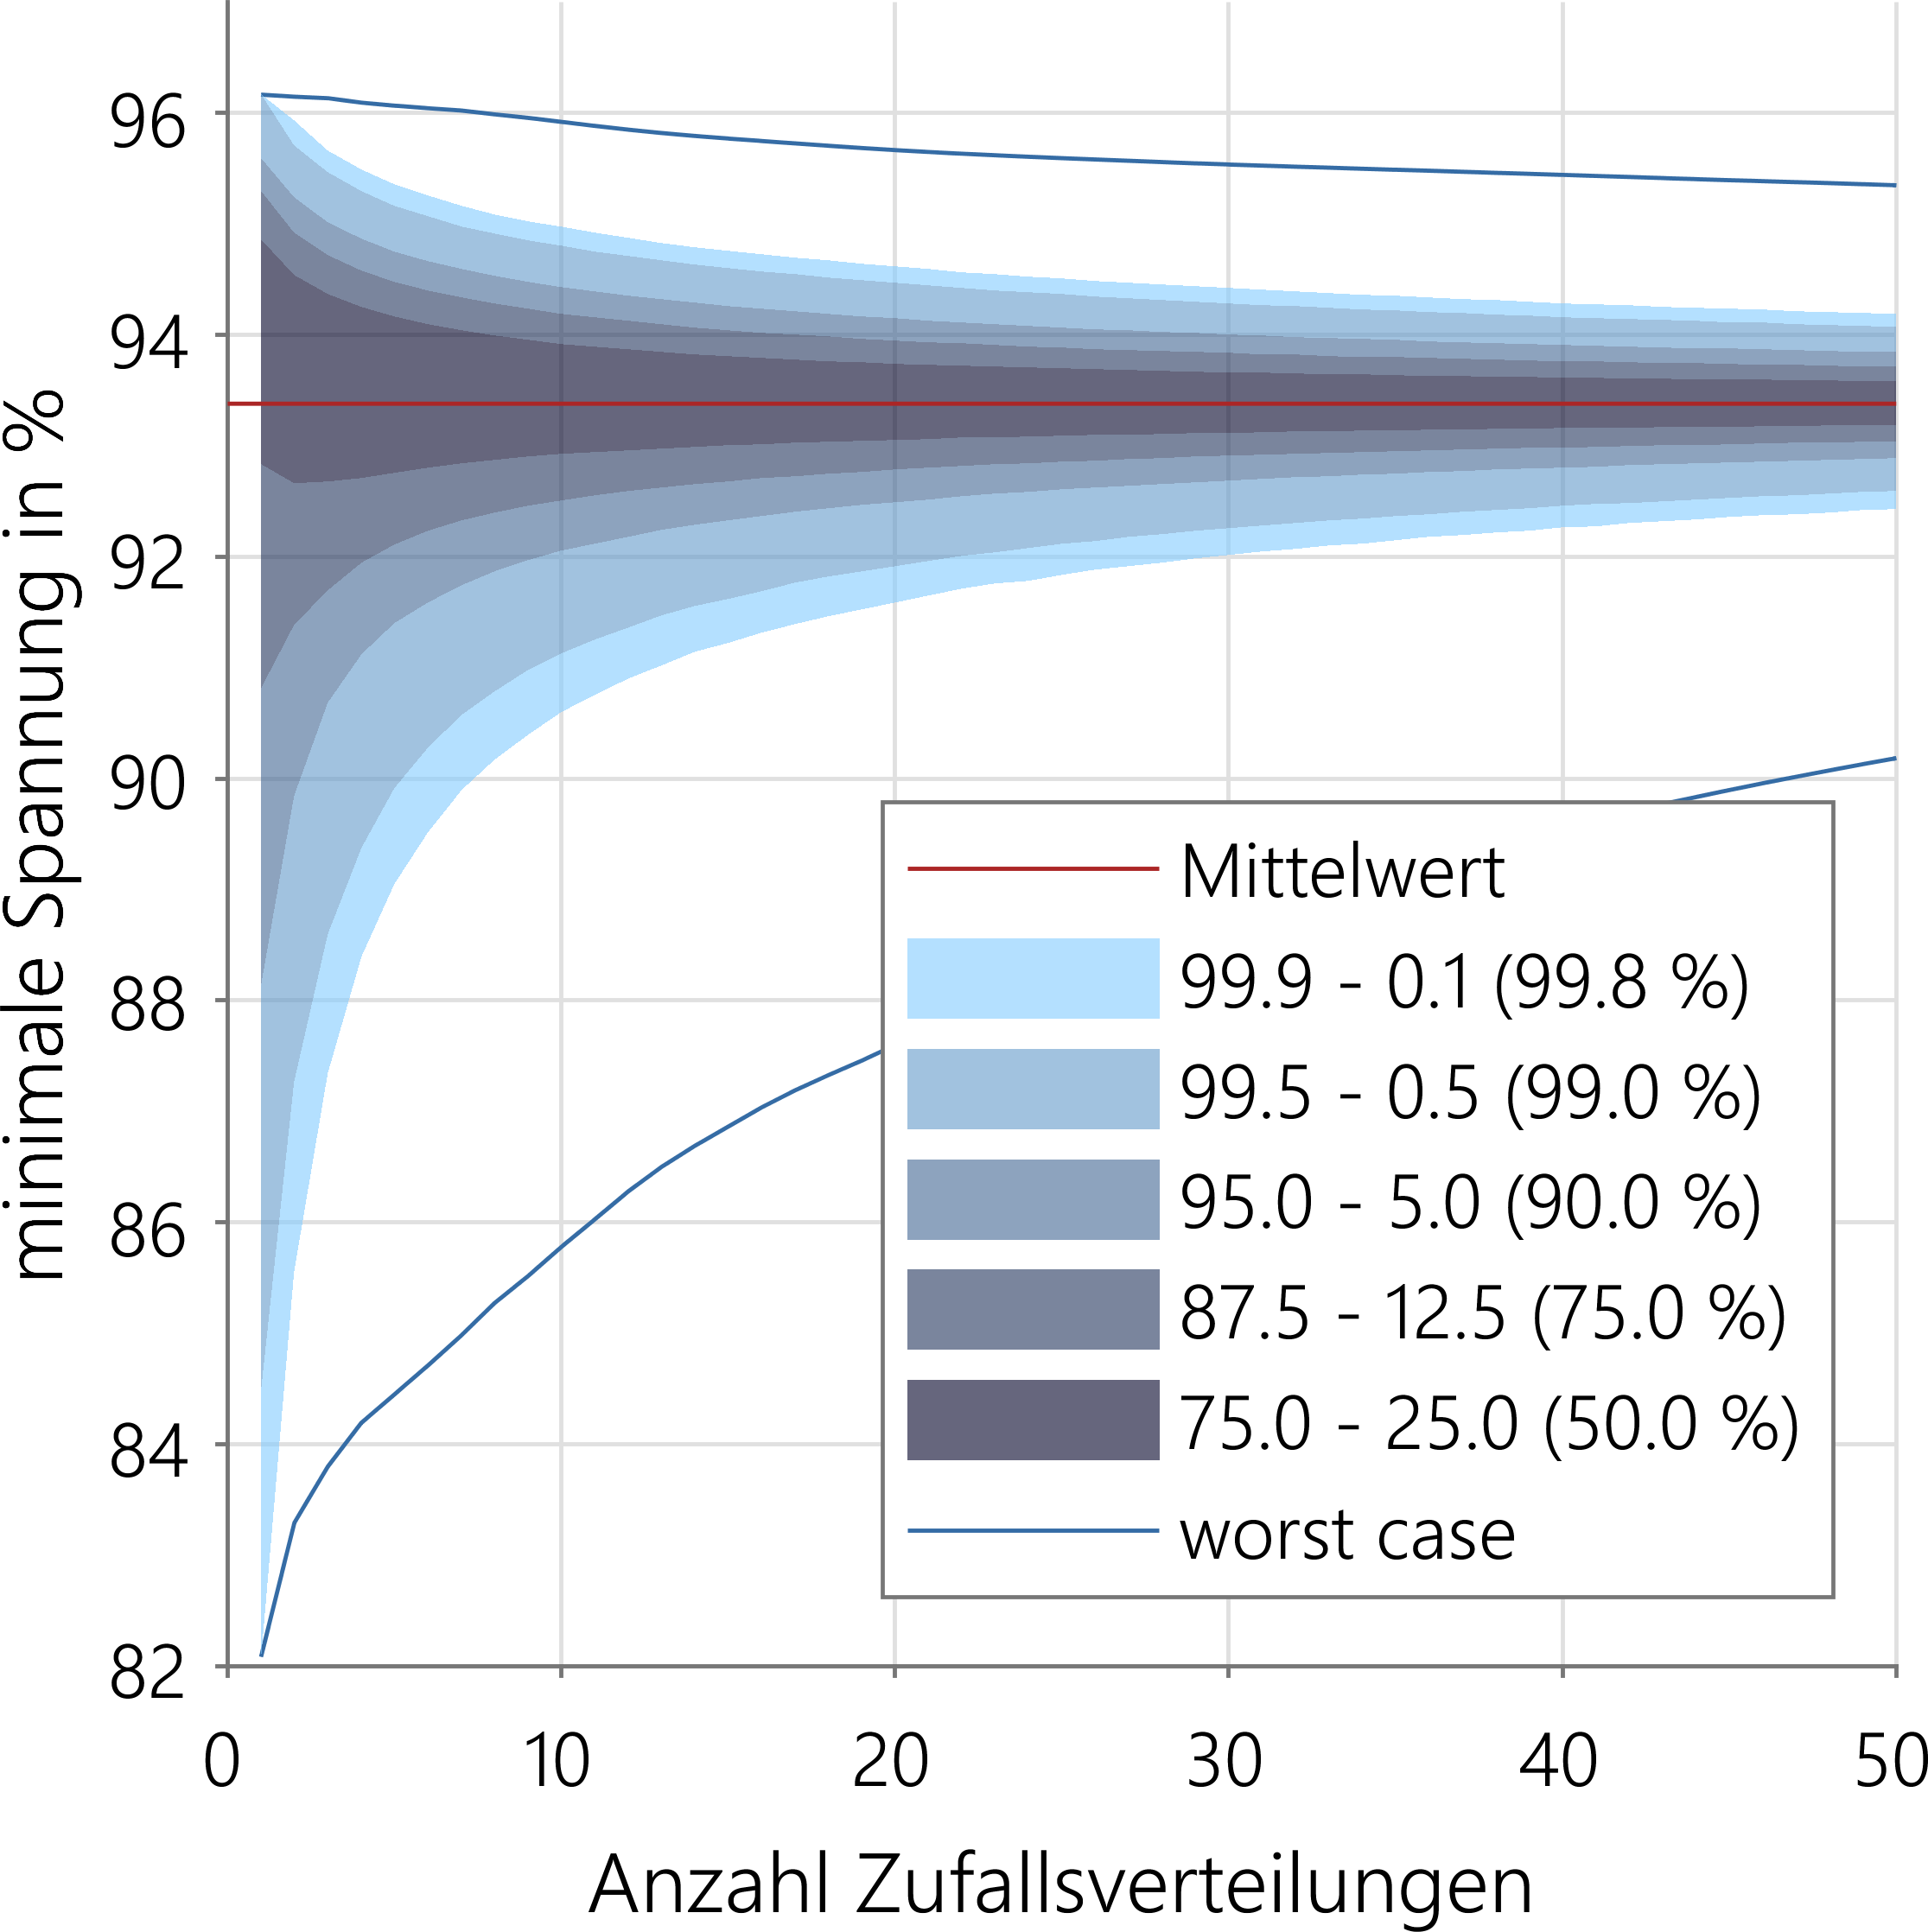 minimale Spannung in %
96
94
92
90
88
86
84
82
Mittelwert
99.9 - 0.1 (99.8 %)
99.5 - 0.5 (99.0 %)
95.0 - 5.0 (90.0 %)
87.5 - 12.5 (75.0 %)
75.0 - 25.0 (50.0 %)
worst case
0 10 20 30 40 50
Anzahl Zufallsverteilungen